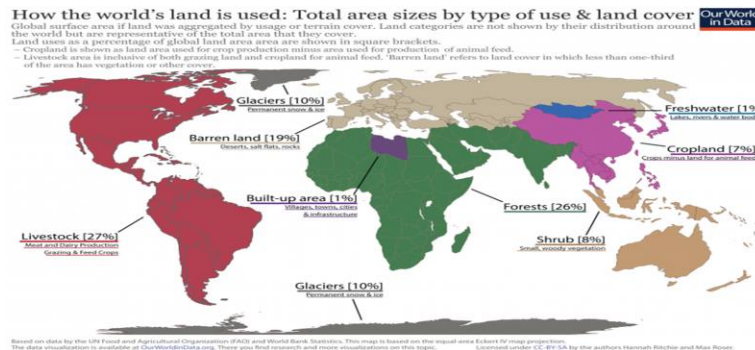 How the world's land is used: Total area sizes by type of use & land cover
Our World
in Data
Global surface area if land was aggregated by usage or terrain cover. Land categories are not shown by their distribution around
the world but are representative of the total area that they cover.
Land uses as a percentage of global land area area are shown in square brackets.
– Cropland is shown as land area used for crop production minus area used for production of animal feed.
– Livestock area is inclusive of both grazing land and cropland for animal feed. 'Barren land' refers to land cover in which less than one-third
of the area has vegetation or other cover.
Glaciers [10%]
Permanent snow & ice
Freshwater [1%
Lakes, rivers & water bod
Barren land [19%]
Deserts, salt flats, rocks
Cropland [7%]
Crops minus land for animal feed
Built-up area [1%]
Villages, towns, cities
& infrastructure
Forests [26%]
Livestock [27%]
Meat and Dairy Production
Grazing & Feed Crops
Shrub [8%]
Small, woody vegetation
Glaciers [10%]
Permanent snow & ice
Based on data by the UN Food and Agricultural Organization (FAO) and World Bank Statistics. This map is based on the equal-area Eckert IV map projection.
The data visualization is available at OurWorldinData.org. There you find research and more visualizations on this topic.
Licensed under CC-BY-SA by the authors Hannah Ritchie and Max Roser.